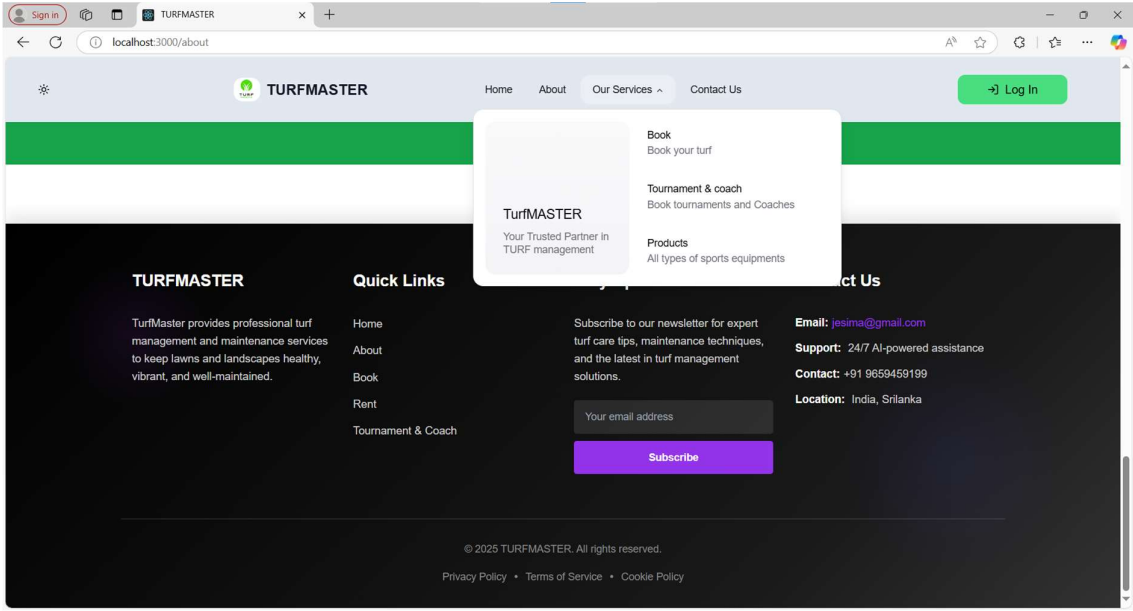 Sign in
TURFMASTER
localhost:3000/about
TURF
TURFMASTER
Home
About
Our Services
Contact Us
Log In
TurfMASTER
Your Trusted Partner in
TURF management
Book
Book your turf
Tournament & coach
Book tournaments and Coaches
Products
All types of sports equipments
TURFMASTER
TurfMaster provides professional turf
management and maintenance services
to keep lawns and landscapes healthy,
vibrant, and well-maintained.
Quick Links
Home
About
Book
Rent
Tournament & Coach
Subscribe to our newsletter for expert
turf care tips, maintenance techniques,
and the latest in turf management
solutions.
Your email address
Subscribe
ct Us
Email: jesima@gmail.com
Support: 24/7 AI-powered assistance
Contact: +91 9659459199
Location: India, Srilanka
© 2025 TURFMASTER. All rights reserved.
Privacy Policy • Terms of Service • Cookie Policy